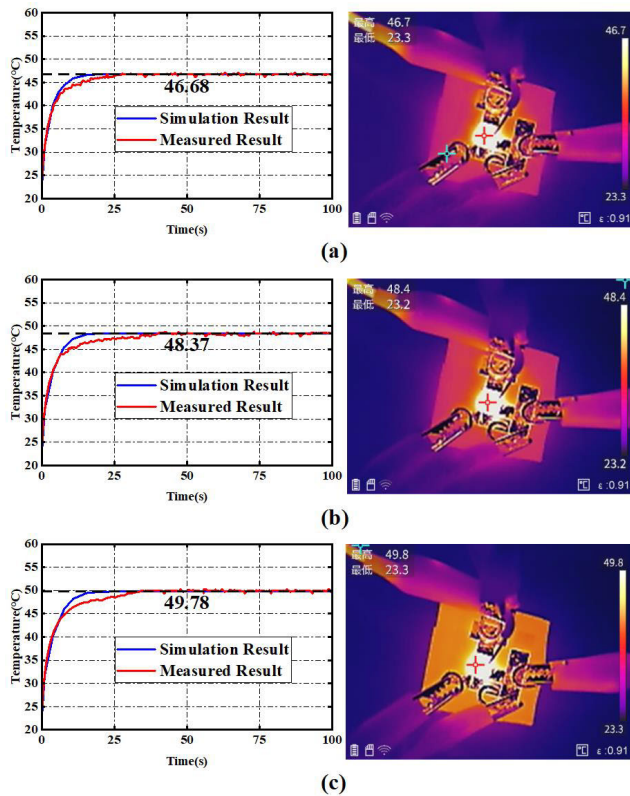 60
55
50
45
40
35
30
25
20
Temperature(°C)
46.68
Simulation Result
Measured Result
0 25 50 75 100
Time(s)
最高 46.7
最低 23.3
46.7
23.3
℃ ε:0.91
(a)
60
55
50
45
40
35
30
25
20
Temperature(°C)
48.37
Simulation Result
Measured Result
0 25 50 75 100
Time(s)
最高 48.4
最低 23.2
48.4
23.2
℃ ε:0.91
(b)
60
55
50
45
40
35
30
25
20
Temperature(°C)
49.78
Simulation Result
Measured Result
0 25 50 75 100
Time(s)
最高 49.8
最低 23.3
49.8
23.3
℃ ε:0.91
(c)